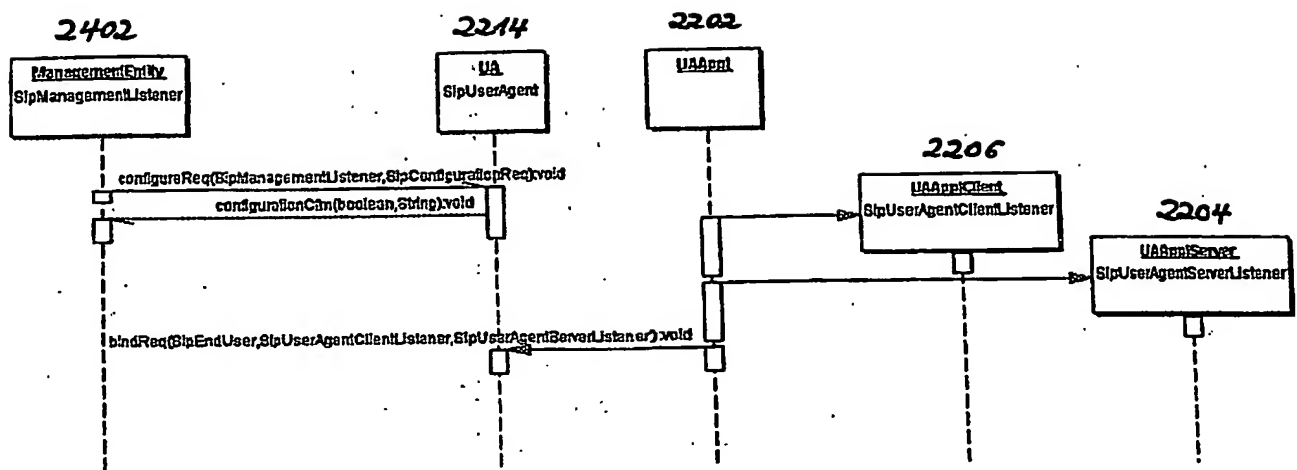 2402
2214
2202
ManagementEntity
SipManagementListener
UA
SipUserAgent
UAAppl
2206
configureReq(SipManagementListener,SipConfigurationReq):void
UAApplClient
SipUserAgentClientListener
2204
configurationCfn(boolean,String):void
UAApplServer
SipUserAgentServerListener
bindReq(SipEndUser,SipUserAgentClientListener,SipUserAgentServerListener):void